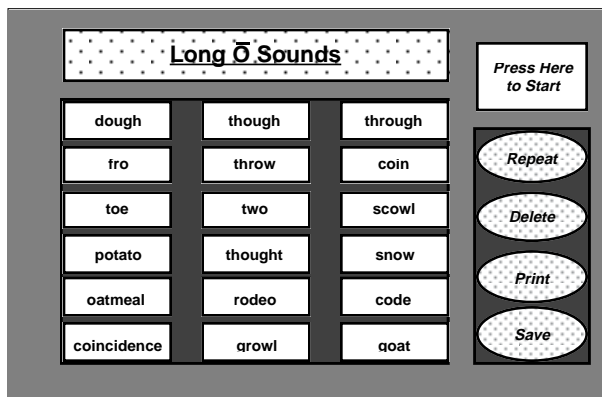 Long Ō Sounds
Press Here
to Start
dough though through
fro throw coin
toe two scowl
potato thought snow
oatmeal rodeo code
coincidence growl goat
Repeat
Delete
Print
Save